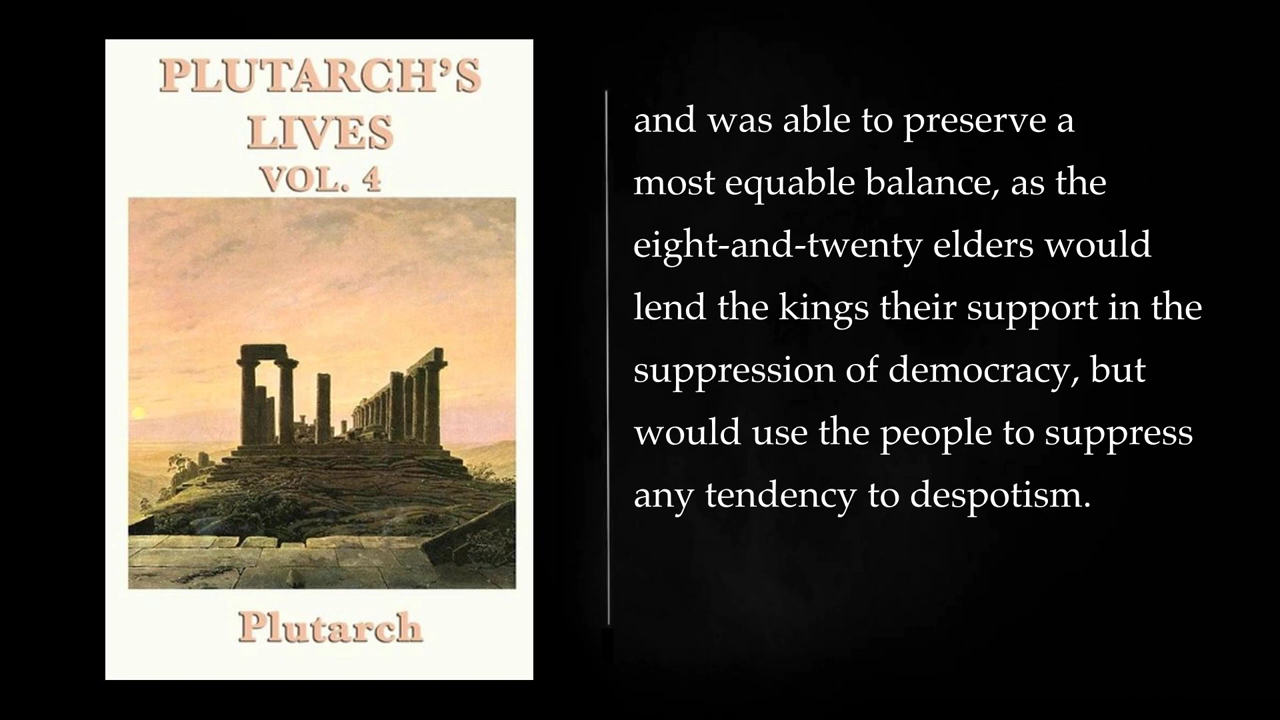 PLUTARCH'S
LIVES
VOL. 4
Plutarch
and was able to preserve a
most equable balance, as the
eight-and-twenty elders would
lend the kings their support in the
suppression of democracy, but
would use the people to suppress
any tendency to despotism.